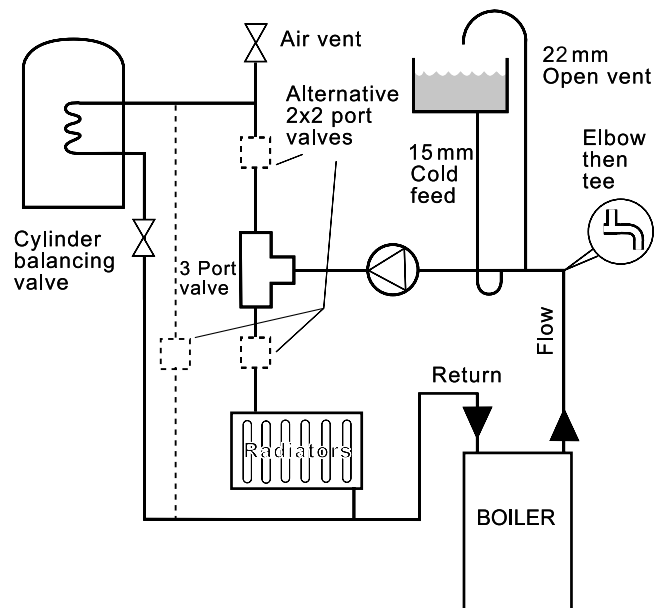 Air vent
22 mm
Open vent
Alternative
2x2 port
valves
15 mm
Cold
feed
Elbow
then
tee
Cylinder
balancing
valve
3 Port
valve
Flow
Return
Radiators
BOILER